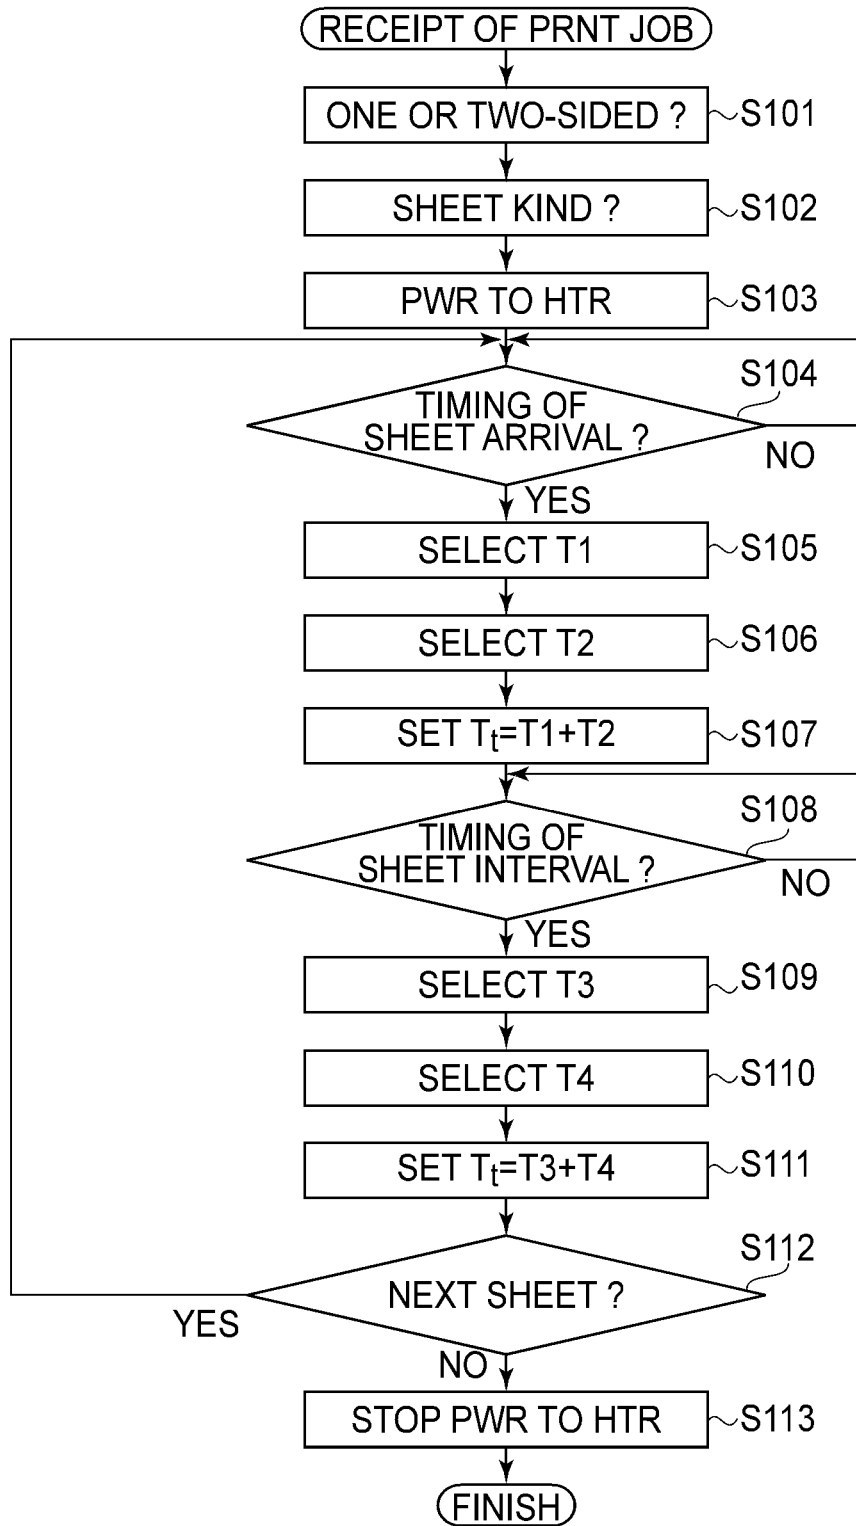 RECEIPT OF PRNT JOB
ONE OR TWO-SIDED ?
S101
SHEET KIND ?
S102
PWR TO HTR
S103
S104
TIMING OF
SHEET ARRIVAL ?
NO
YES
SELECT T1
S105
SELECT T2
S106
SET Tt=T1+T2
S107
S108
TIMING OF
SHEET INTERVAL ?
NO
YES
SELECT T3
S109
SELECT T4
S110
SET Tt=T3+T4
S111
S112
NEXT SHEET ?
YES
NO
STOP PWR TO HTR
S113
FINISH